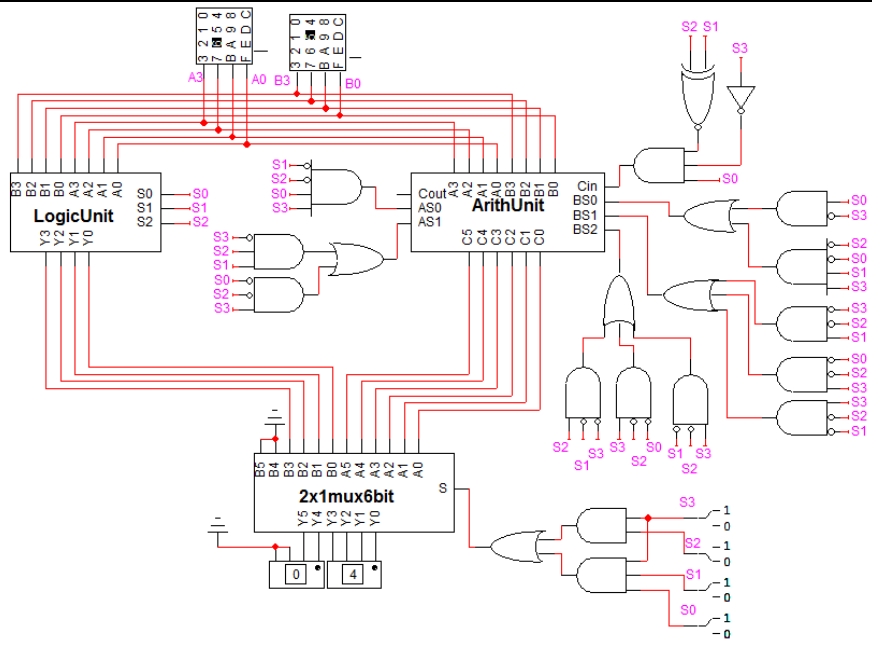 3 2 1 0
7 6 5 4
B A 9 8
F E D C
A3
A0
3 2 1 0
7 6 5 4
B A 9 8
F E D C
B3
B0
S2 S1
S3
S0
B3 B2 B1 B0 A3 A2 A1 A0
LogicUnit
S0
S1
S2
S0
S1
S2
Y3 Y2 Y1 Y0
S1
S2
S0
S3
S3
S2
S1
S0
S2
S3
A3 A2 A1 A0 B3 B2 B1 B0
Cout
AS0
AS1
ArithUnit
Cin
BS0
BS1
BS2
C5 C4 C3 C2 C1 C0
S0
S3
S2
S0
S1
S3
S3
S2
S1
S0
S2
S3
S3
S2
S1
S2
S1
S3
S3
S2
S0
S1
S2
S3
B5 B4 B3 B2 B1 B0 A5 A4 A3 A2 A1 A0
2x1mux6bit
S
Y5 Y4 Y3 Y2 Y1 Y0
0
4
S3
1
0
S2
1
0
S1
1
0
S0
1
0